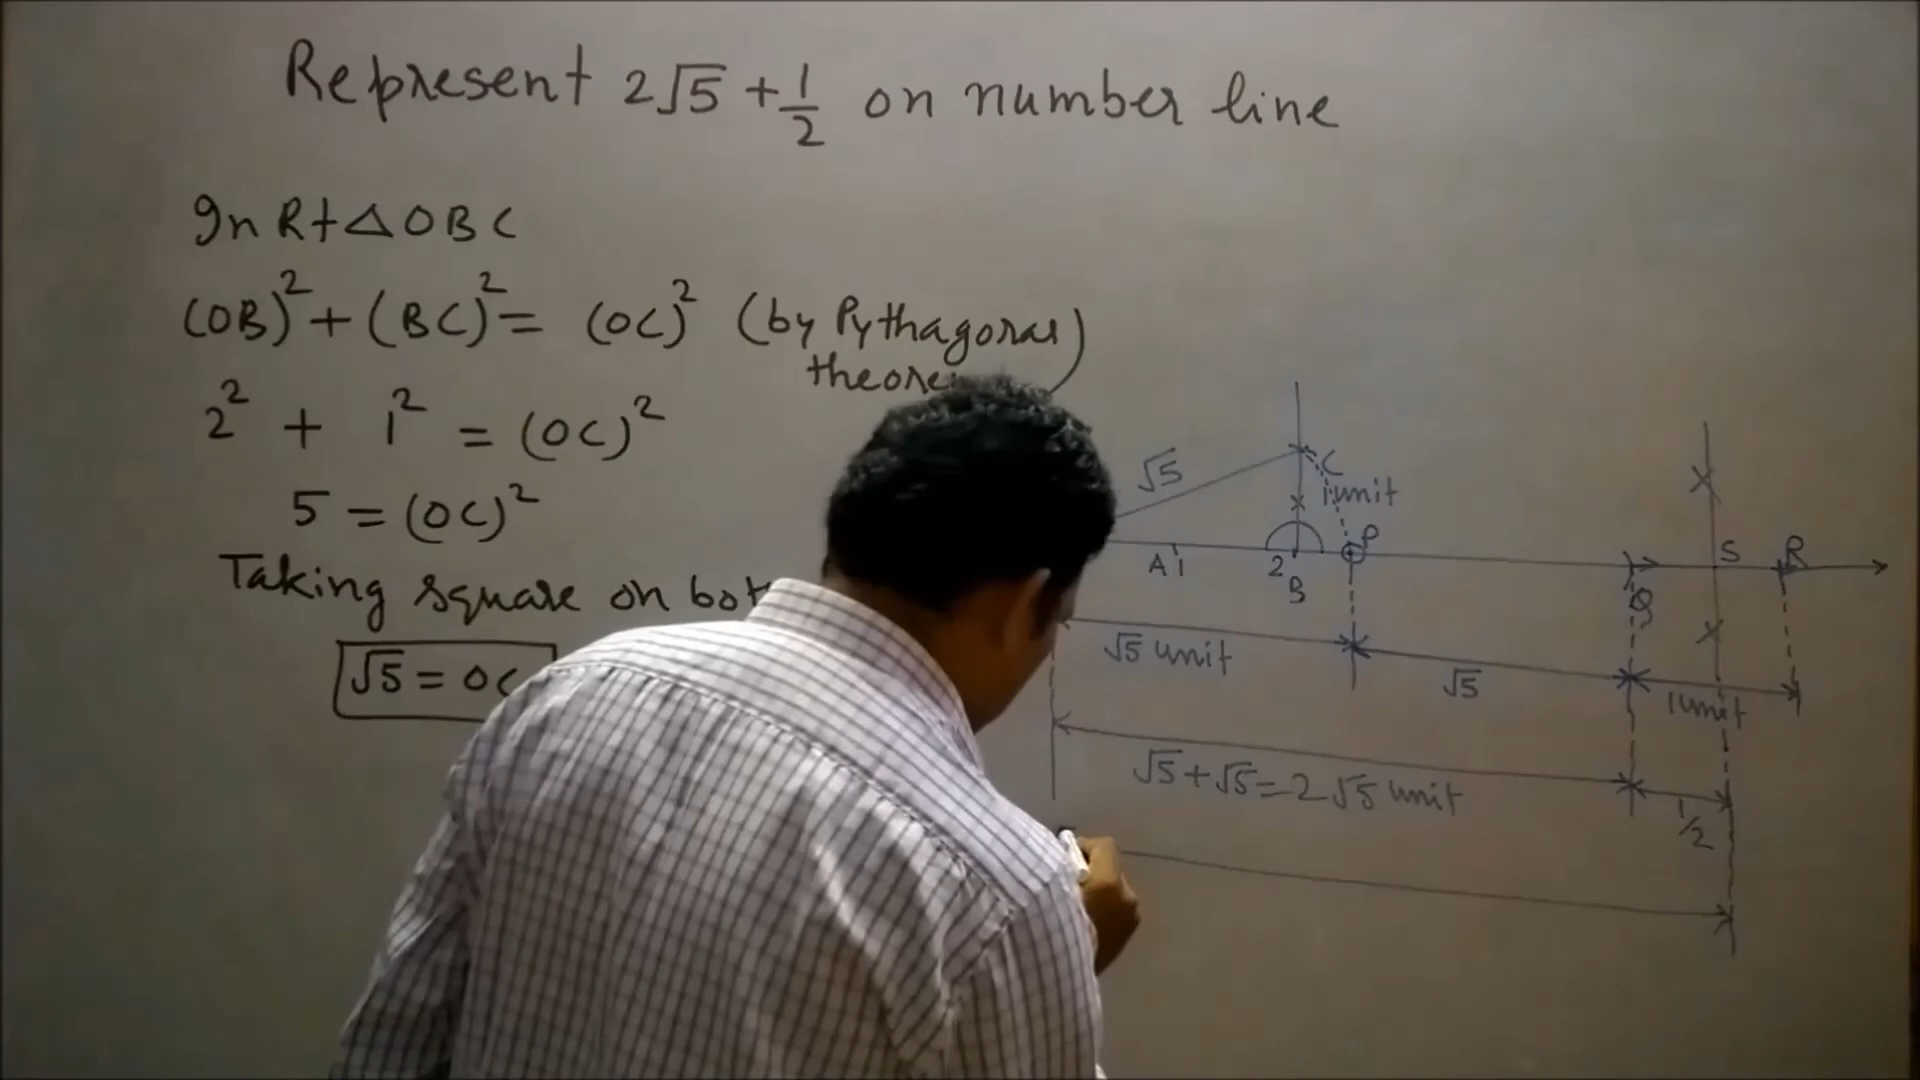 Represent 2√5 + 1/2 on number line
In Rt △ OBC
(OB)² + (BC)² = (OC)² (by Pythagoras)
2² + 1² = (OC)²
5 = (OC)²
Taking square on
√5 = OC
√5
C
1 unit
A 1
2
B
P
Q
S
R
√5 unit
√5
1 unit
√5 + √5 = 2√5 unit
1/2